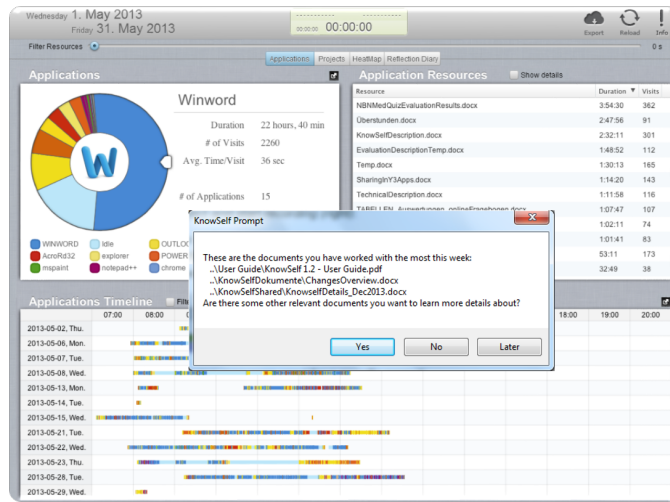 Wednesday 1. May 2013
Friday 31. May 2013
00:00:00 00:00:00
Export Reload Info
Filter Resources 0 s
Applications Projects HeatMap Reflection Diary
Applications
Application Resources Show details
Winword
Duration 22 hours, 40 min
# of Visits 2260
Avg. Time/Visit 36 sec
# of Applications 15
WINWORD Idle OUTLO
AcroRd32 explorer POWER
mspaint notepad++ chrome
Resource Duration Visits
NBNMedQuizEvaluationResults.docx 3:54:30 362
Überstunden.docx 2:47:56 91
KnowSelfDescription.docx 2:32:11 301
EvaluationDescriptionTemp.docx 1:48:52 112
Temp.docx 1:30:13 165
SharingInY3Apps.docx 1:14:20 143
TechnicalDescription.docx 1:11:58 116
TABELLEN_Auswertungen_onlineFragebogen.docx 1:07:47 107
1:02:11 74
1:01:41 83
53:11 173
32:49 38
KnowSelf Prompt
These are the documents you have worked with the most this week:
..\User Guide\KnowSelf 1.2 - User Guide.pdf
..\KnowSelfDokumente\ChangesOverview.docx
..\KnowSelfShared\KnowselfDetails_Dec2013.docx
Are there some other relevant documents you want to learn more details about?
Yes No Later
Applications Timeline
07:00 08:00 18:00 19:00 20:00
2013-05-02, Thu.
2013-05-06, Mon.
2013-05-07, Tue.
2013-05-08, Wed.
2013-05-13, Mon.
2013-05-14, Tue.
2013-05-15, Wed.
2013-05-21, Tue.
2013-05-22, Wed.
2013-05-23, Thu.
2013-05-28, Tue.
2013-05-29, Wed.